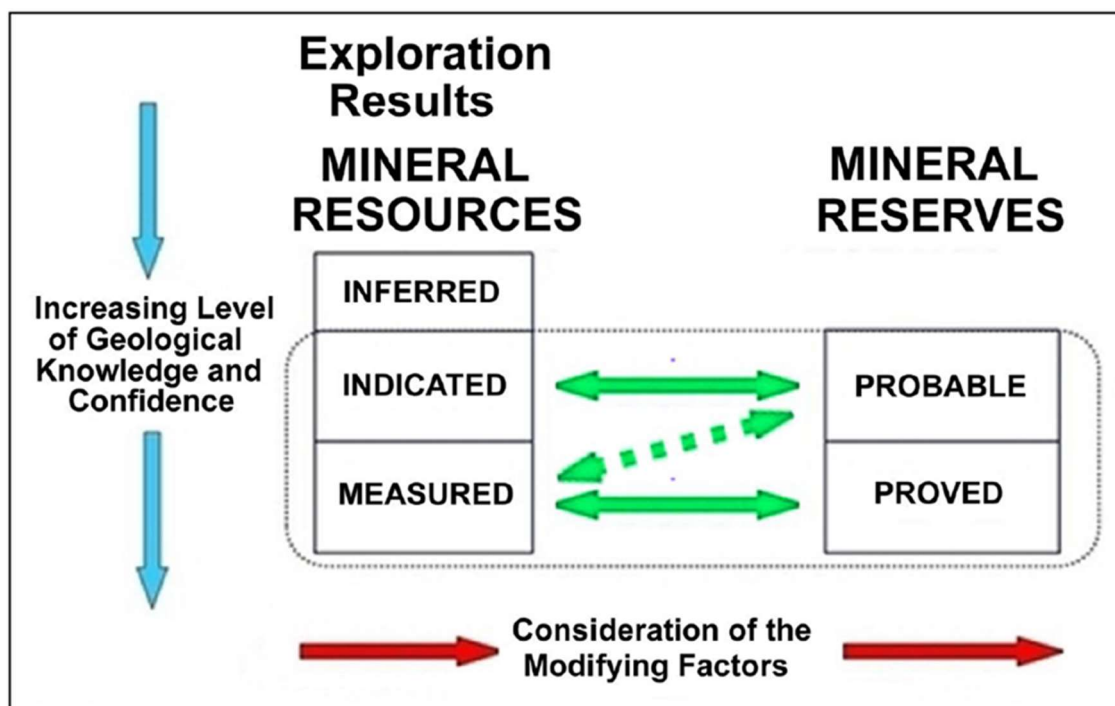 Exploration
Results
MINERAL
RESOURCES
MINERAL
RESERVES
Increasing Level
of Geological
Knowledge and
Confidence
INFERRED
INDICATED
MEASURED
PROBABLE
PROVED
Consideration of the
Modifying Factors